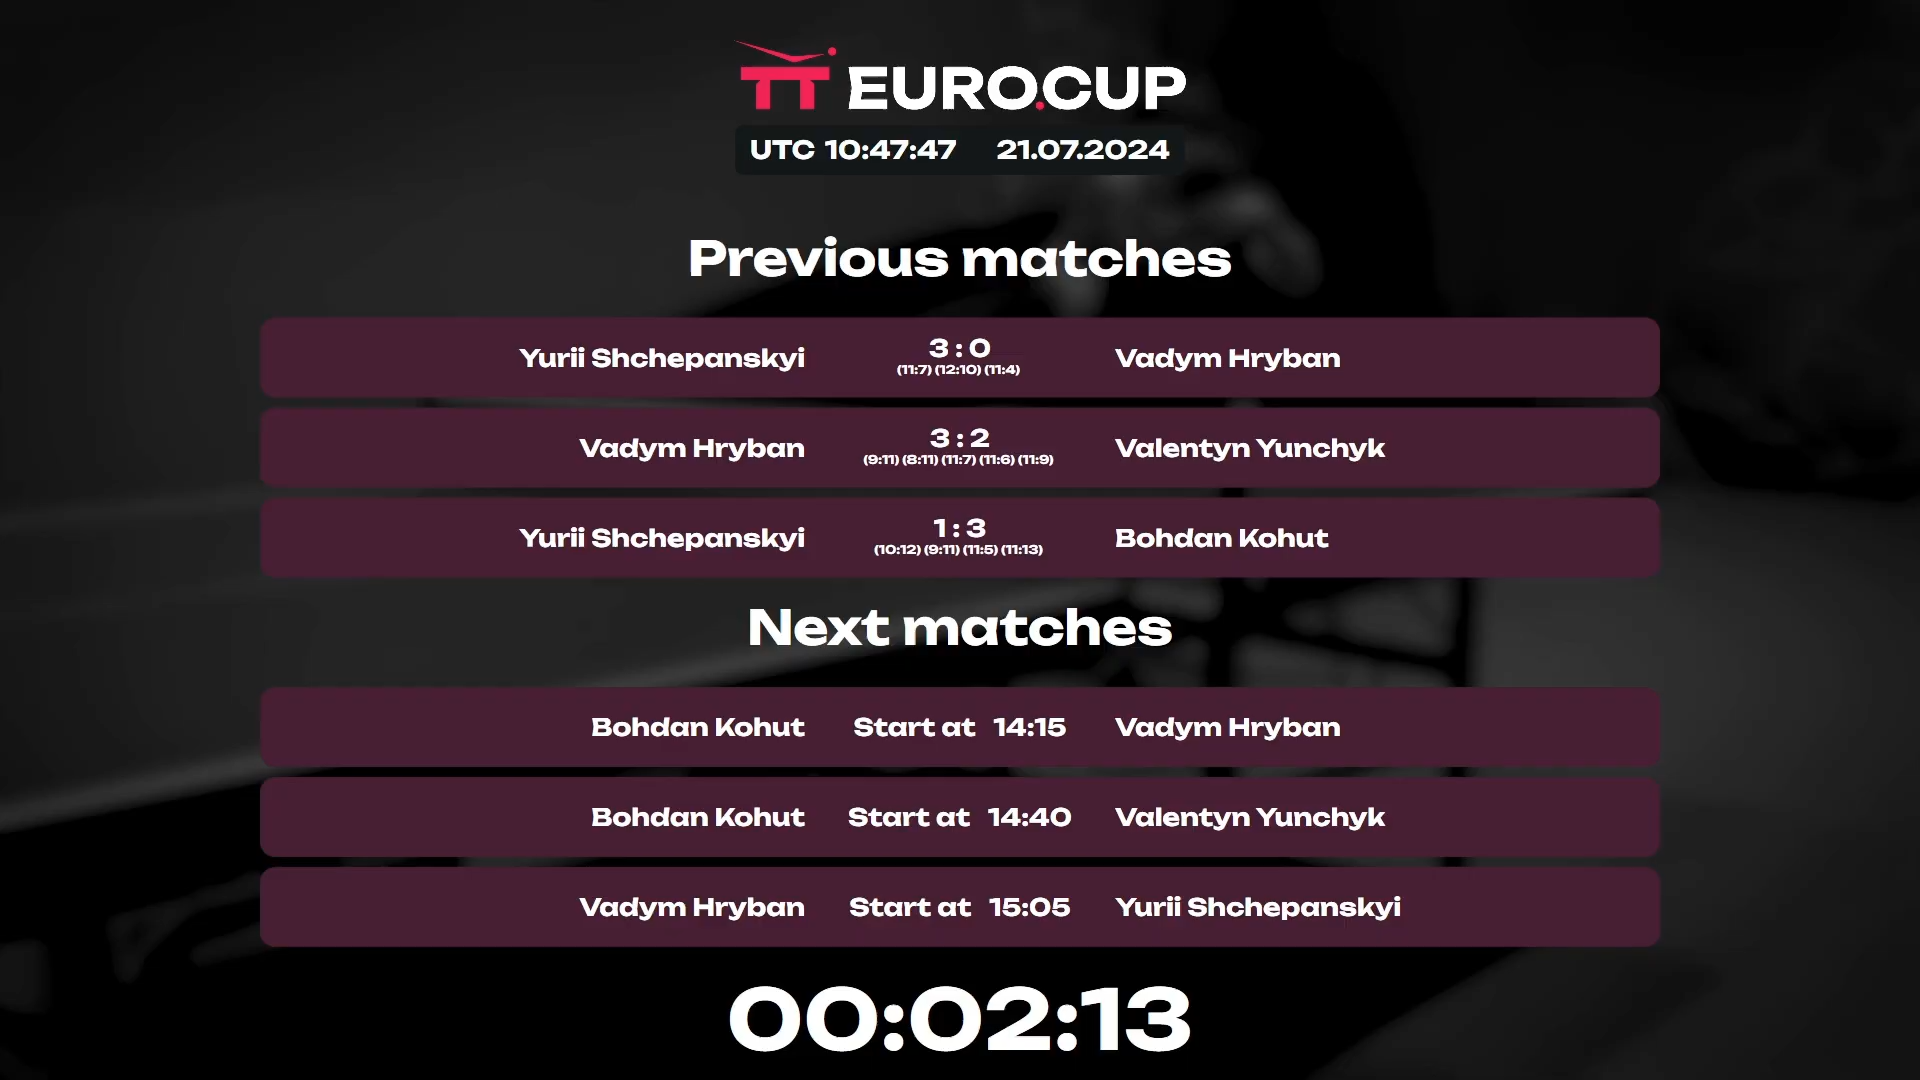 TT EURO.CUP
UTC 10:47:47 21.07.2024
Previous matches
Yurii Shchepanskyi 3 : 0 Vadym Hryban
(11:7) (12:10) (11:4)
Vadym Hryban 3 : 2 Valentyn Yunchyk
(9:11) (8:11) (11:7) (11:6) (11:9)
Yurii Shchepanskyi 1 : 3 Bohdan Kohut
(10:12) (9:11) (11:5) (11:13)
Next matches
Bohdan Kohut Start at 14:15 Vadym Hryban
Bohdan Kohut Start at 14:40 Valentyn Yunchyk
Vadym Hryban Start at 15:05 Yurii Shchepanskyi
00:02:13